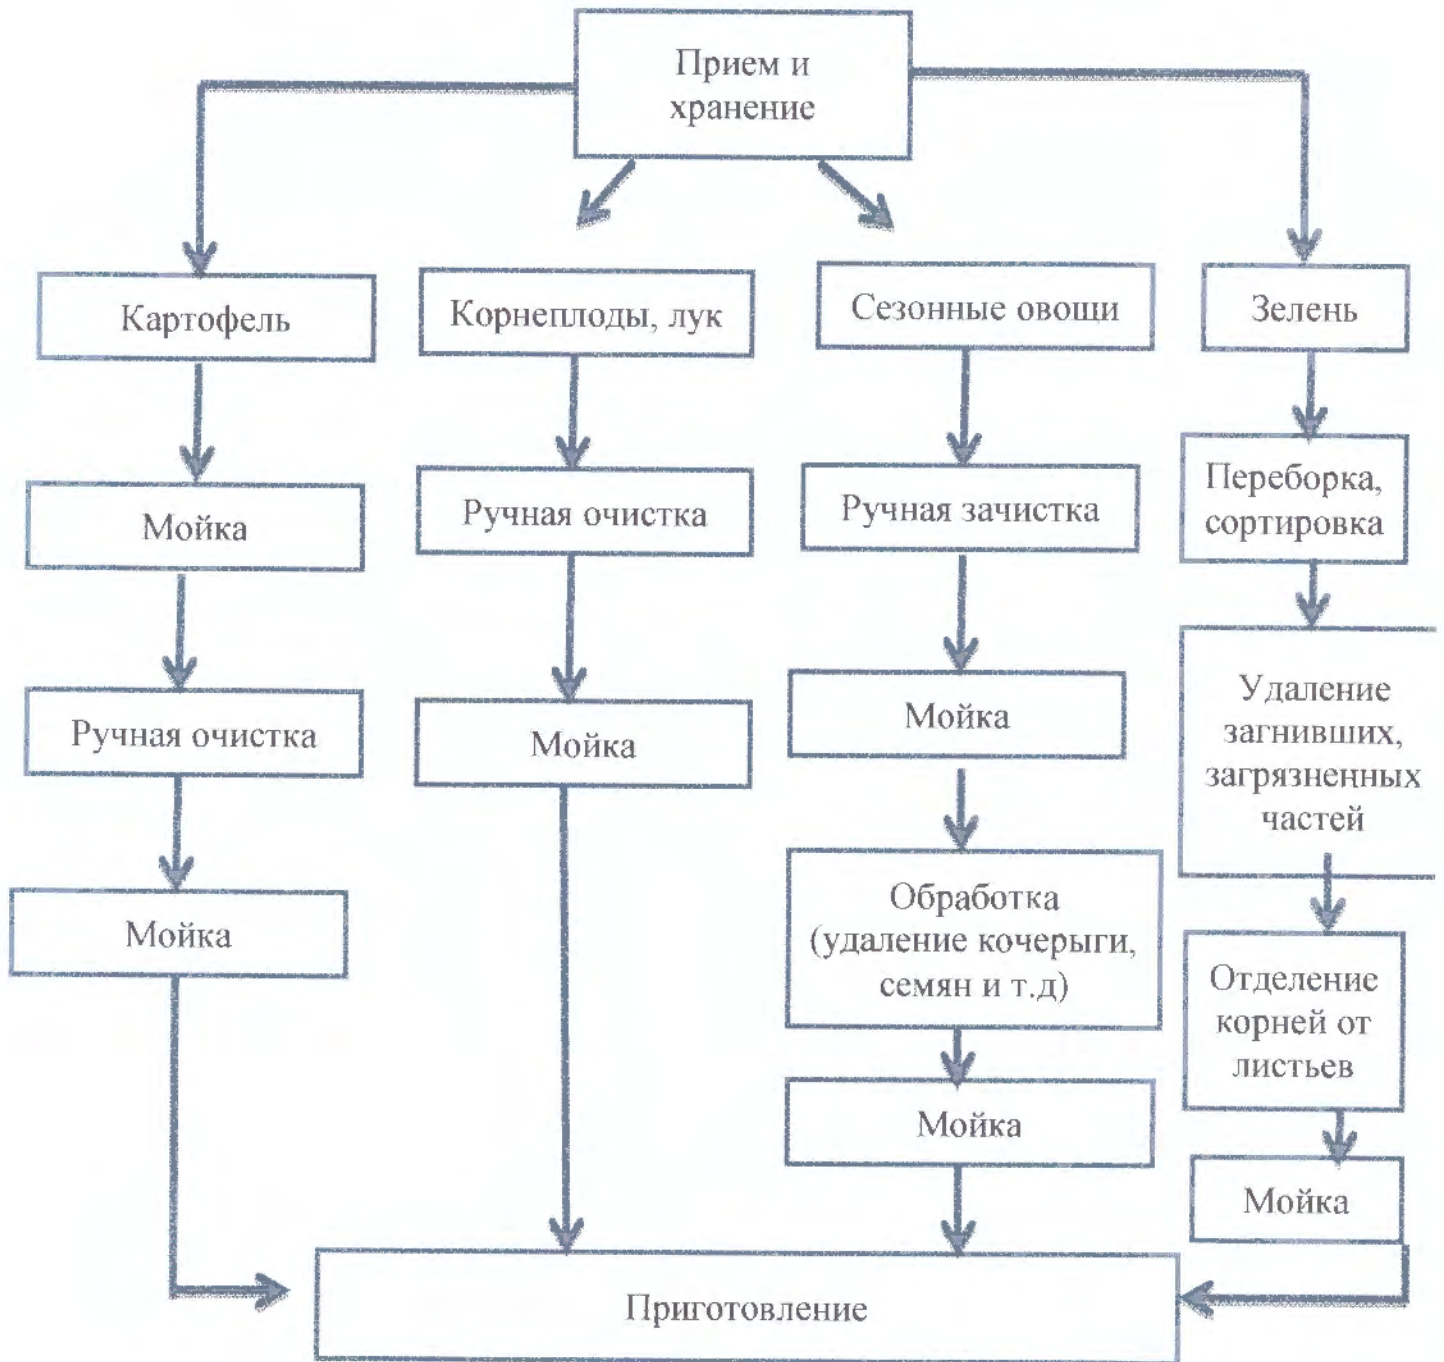 Прием и
хранение
Картофель
Корнеплоды, лук
Сезонные овощи
Зелень
Мойка
Ручная очистка
Ручная зачистка
Переборка,
сортировка
Ручная очистка
Мойка
Мойка
Удаление
загнивших,
загрязненных
частей
Мойка
Обработка
(удаление кочерыги,
семян и т.д)
Отделение
корней от
листьев
Мойка
Мойка
Приготовление